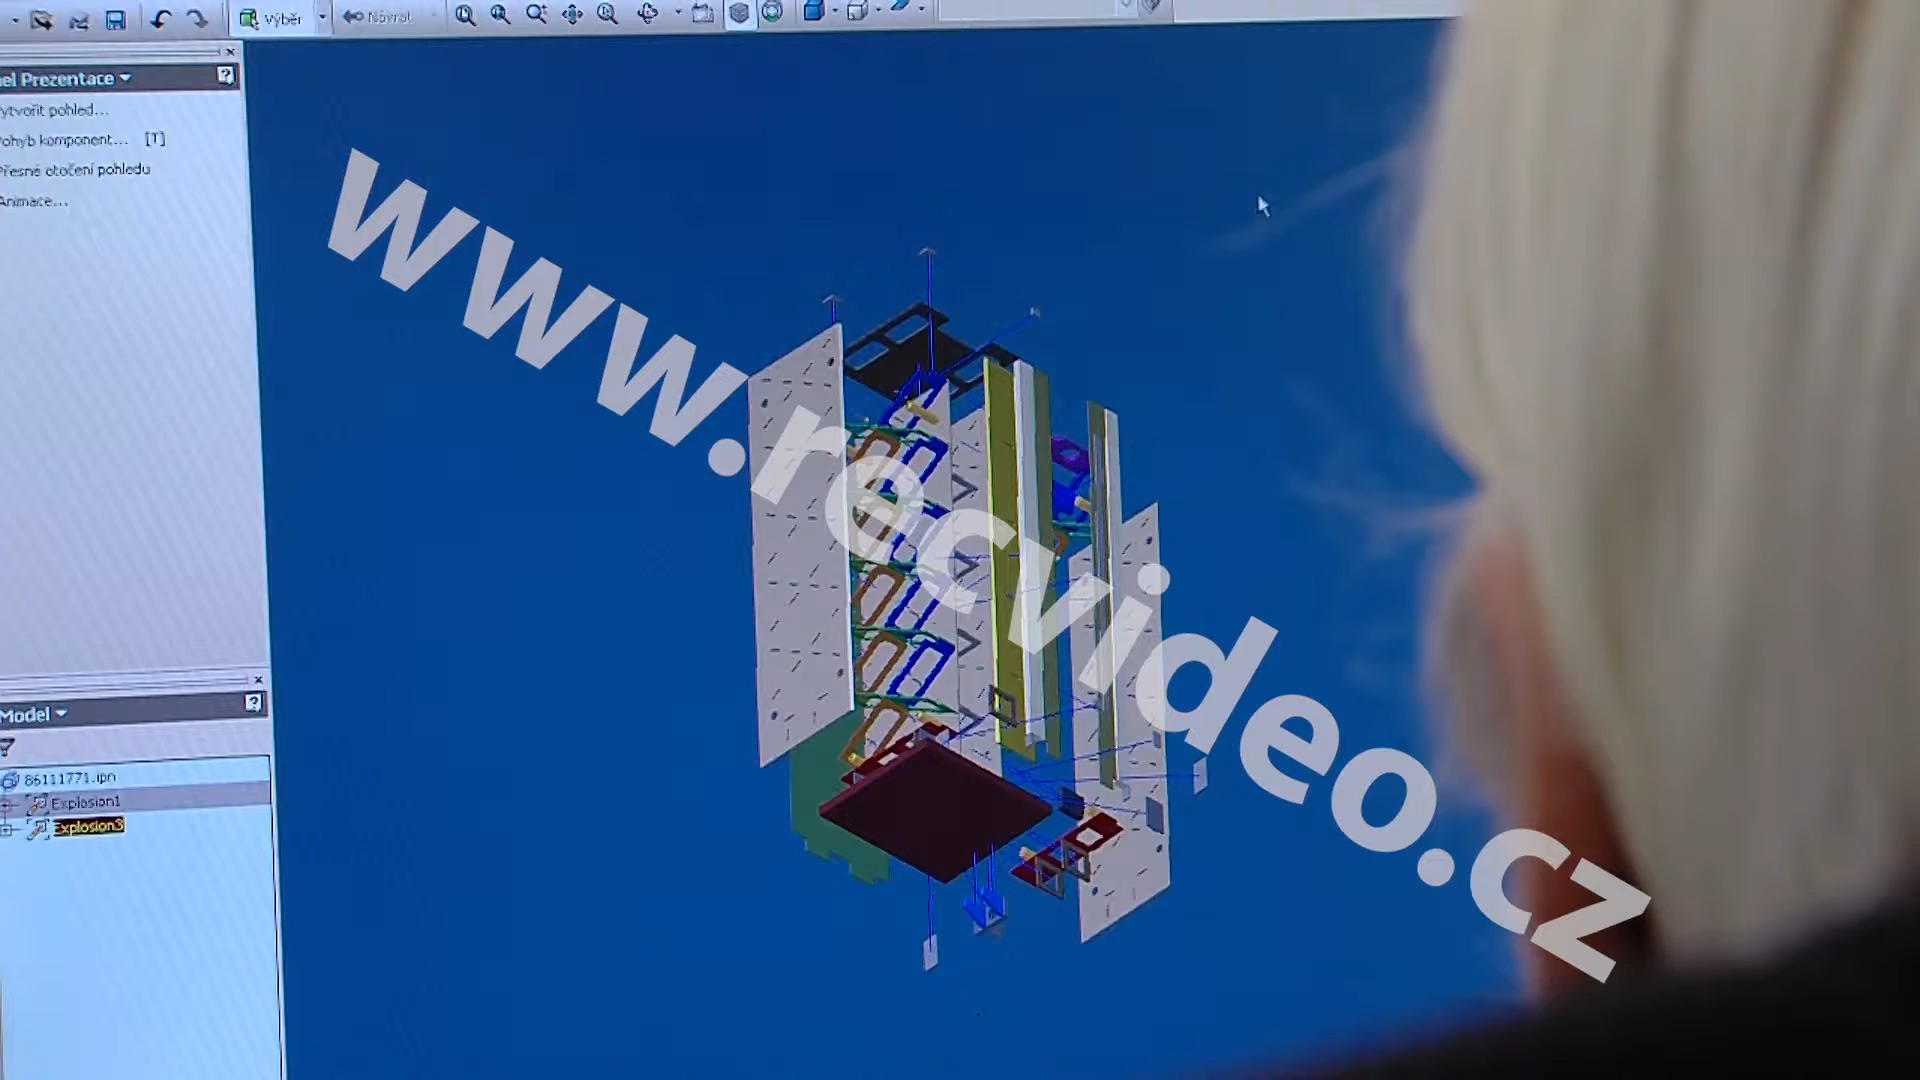 Výběr
Návrat
el Prezentace
ytvořit pohled...
ohyb komponent... [T]
Přesné otočení pohledu
Animace...
www.recvideo.cz
Model
86111771.ipn
Explosion1
Explosion3